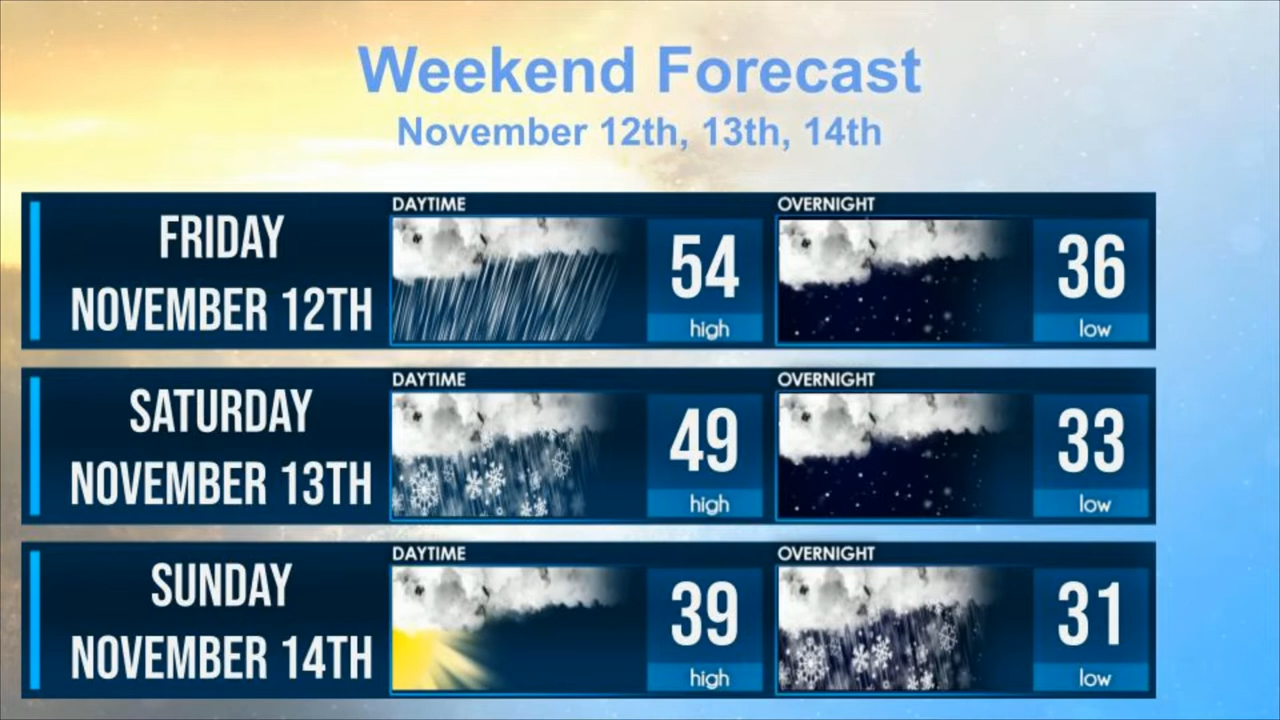 Weekend Forecast
November 12th, 13th, 14th
FRIDAY
NOVEMBER 12TH
DAYTIME
54
high
OVERNIGHT
36
low
SATURDAY
NOVEMBER 13TH
DAYTIME
49
high
OVERNIGHT
33
low
SUNDAY
NOVEMBER 14TH
DAYTIME
39
high
OVERNIGHT
31
low